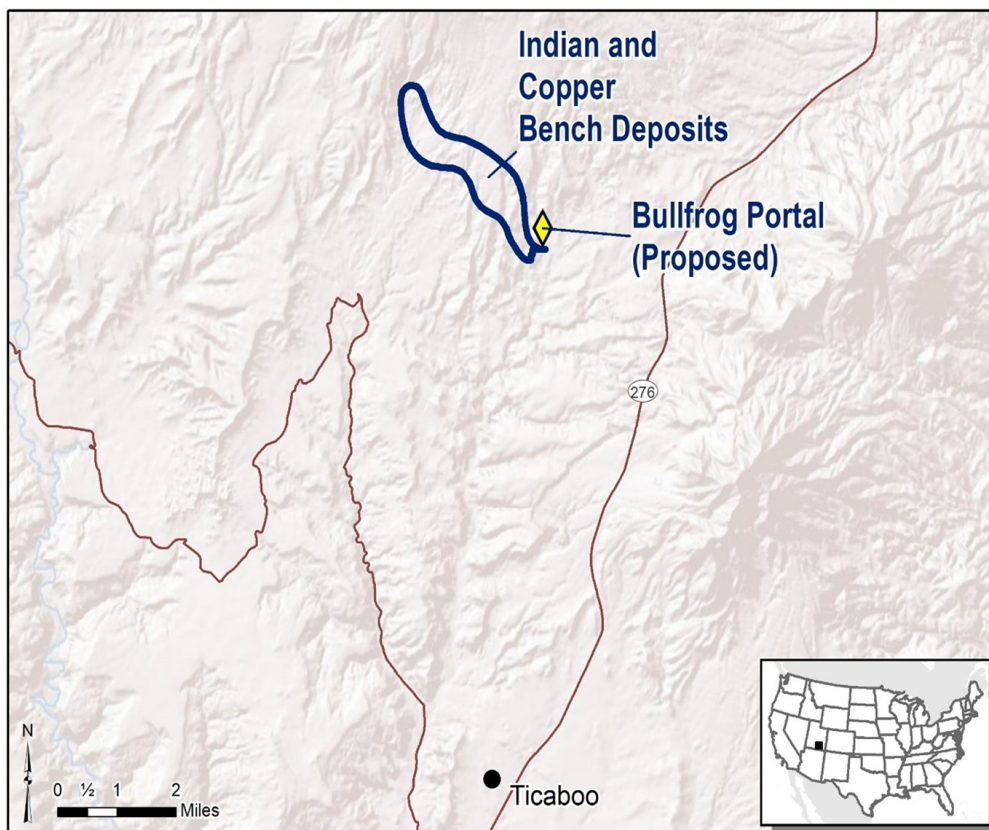 Indian and
Copper
Bench Deposits
Bullfrog Portal
(Proposed)
276
N
0 ½ 1 2
Miles
Ticaboo